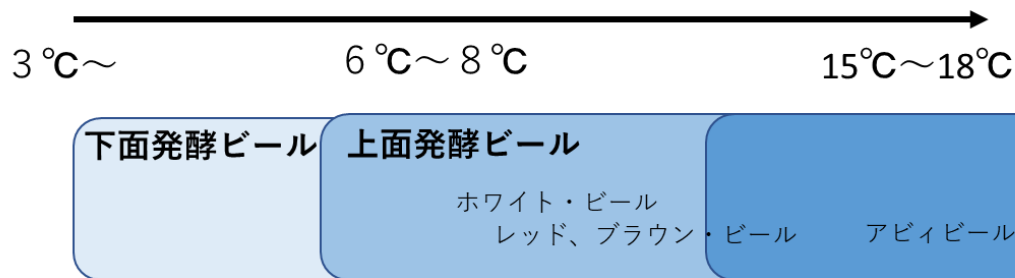 3 ℃～ 6 ℃～ 8 ℃ 15℃～18℃
下面発酵ビール 上面発酵ビール
ホワイト・ビール
レッド、ブラウン・ビール アビィビール